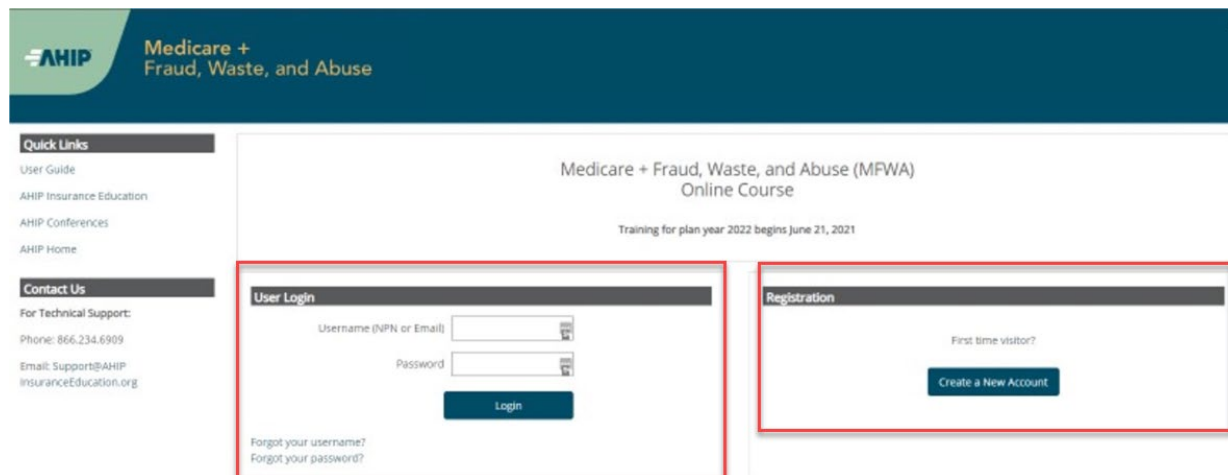 AHIP
Medicare +
Fraud, Waste, and Abuse
Quick Links
User Guide
AHIP Insurance Education
AHIP Conferences
AHIP Home
Contact Us
For Technical Support:
Phone: 866.234.6909
Email: Support@AHIP
InsuranceEducation.org
Medicare + Fraud, Waste, and Abuse (MFWA)
Online Course
Training for plan year 2022 begins June 21, 2021
User Login
Username (NPN or Email)
Password
Login
Forgot your username?
Forgot your password?
Registration
First time visitor?
Create a New Account